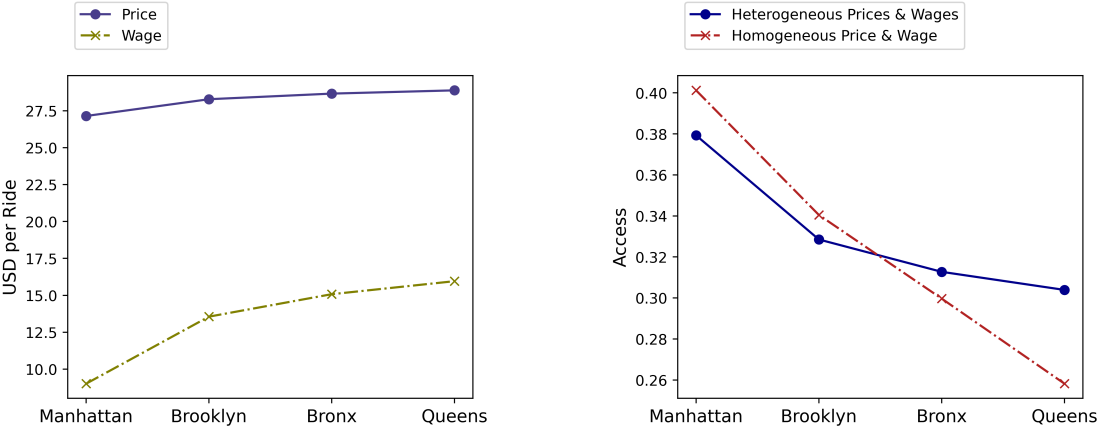 Price
Wage
USD per Ride
27.5
25.0
22.5
20.0
17.5
15.0
12.5
10.0
Manhattan Brooklyn Bronx Queens
Heterogeneous Prices & Wages
Homogeneous Price & Wage
Access
0.40
0.38
0.36
0.34
0.32
0.30
0.28
0.26
Manhattan Brooklyn Bronx Queens